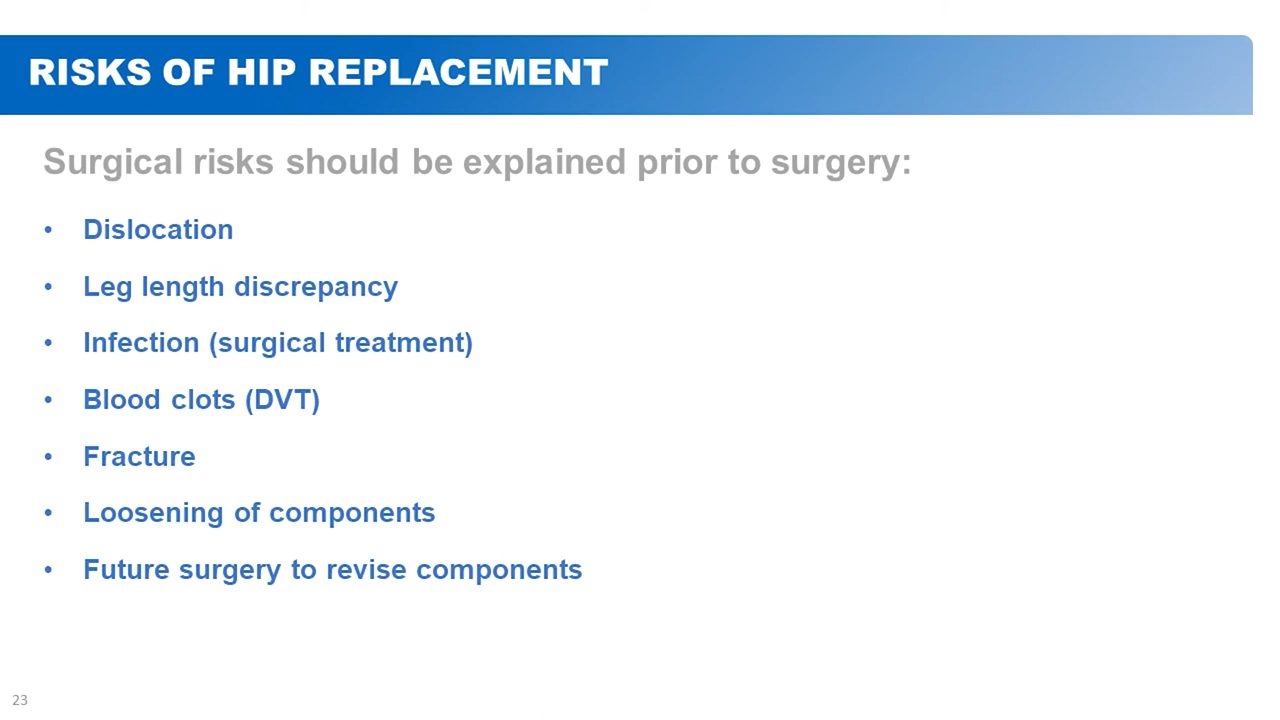 RISKS OF HIP REPLACEMENT
Surgical risks should be explained prior to surgery:
• Dislocation
• Leg length discrepancy
• Infection (surgical treatment)
• Blood clots (DVT)
• Fracture
• Loosening of components
• Future surgery to revise components
23